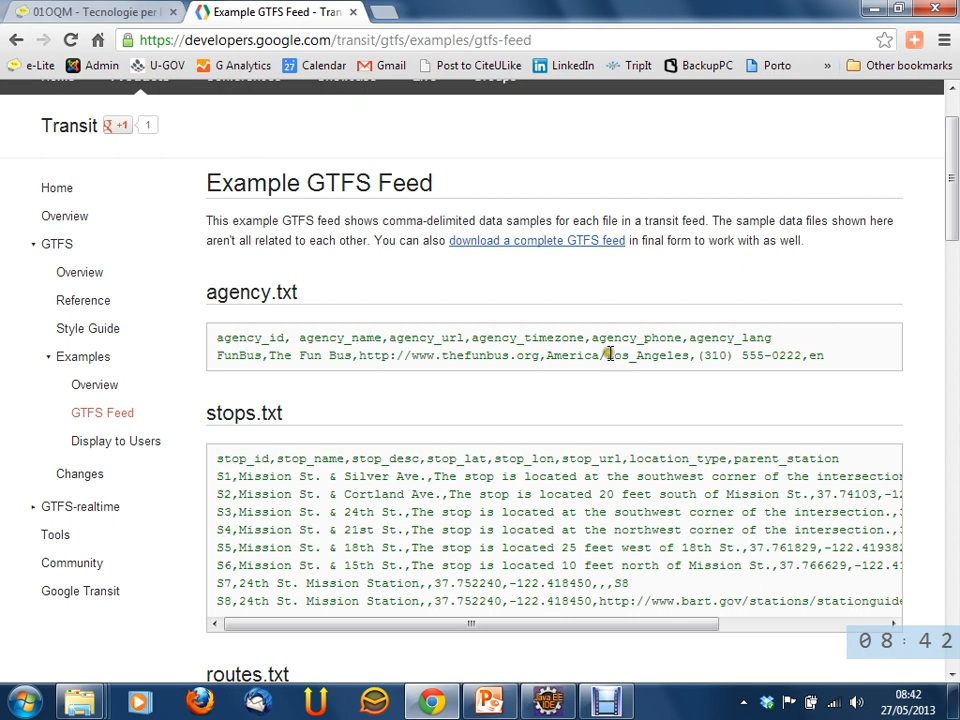 01OQM - Tecnologie per
Example GTFS Feed - Tran
https://developers.google.com/transit/gtfs/examples/gtfs-feed
e-Lite Admin U-GOV G Analytics Calendar Gmail Post to CiteULike LinkedIn TripIt BackupPC Porto » Other bookmarks
Transit +1 1
Home
Overview
GTFS
Overview
Reference
Style Guide
Examples
Overview
GTFS Feed
Display to Users
Changes
GTFS-realtime
Tools
Community
Google Transit
Example GTFS Feed
This example GTFS feed shows comma-delimited data samples for each file in a transit feed. The sample data files shown here
aren't all related to each other. You can also download a complete GTFS feed in final form to work with as well.
agency.txt
agency_id, agency_name,agency_url,agency_timezone,agency_phone,agency_lang
FunBus,The Fun Bus,http://www.thefunbus.org,America/Los_Angeles,(310) 555-0222,en
stops.txt
stop_id,stop_name,stop_desc,stop_lat,stop_lon,stop_url,location_type,parent_station
S1,Mission St. & Silver Ave.,The stop is located at the southwest corner of the intersection
S2,Mission St. & Cortland Ave.,The stop is located 20 feet south of Mission St.,37.74103,-12
S3,Mission St. & 24th St.,The stop is located at the southwest corner of the intersection.,3
S4,Mission St. & 21st St.,The stop is located at the northwest corner of the intersection.,3
S5,Mission St. & 18th St.,The stop is located 25 feet west of 18th St.,37.761829,-122.419382
S6,Mission St. & 15th St.,The stop is located 10 feet north of Mission St.,37.766629,-122.41
S7,24th St. Mission Station,,37.752240,-122.418450,,,S8
S8,24th St. Mission Station,,37.752240,-122.418450,http://www.bart.gov/stations/stationguide
routes.txt
08:42
08:42
27/05/2013